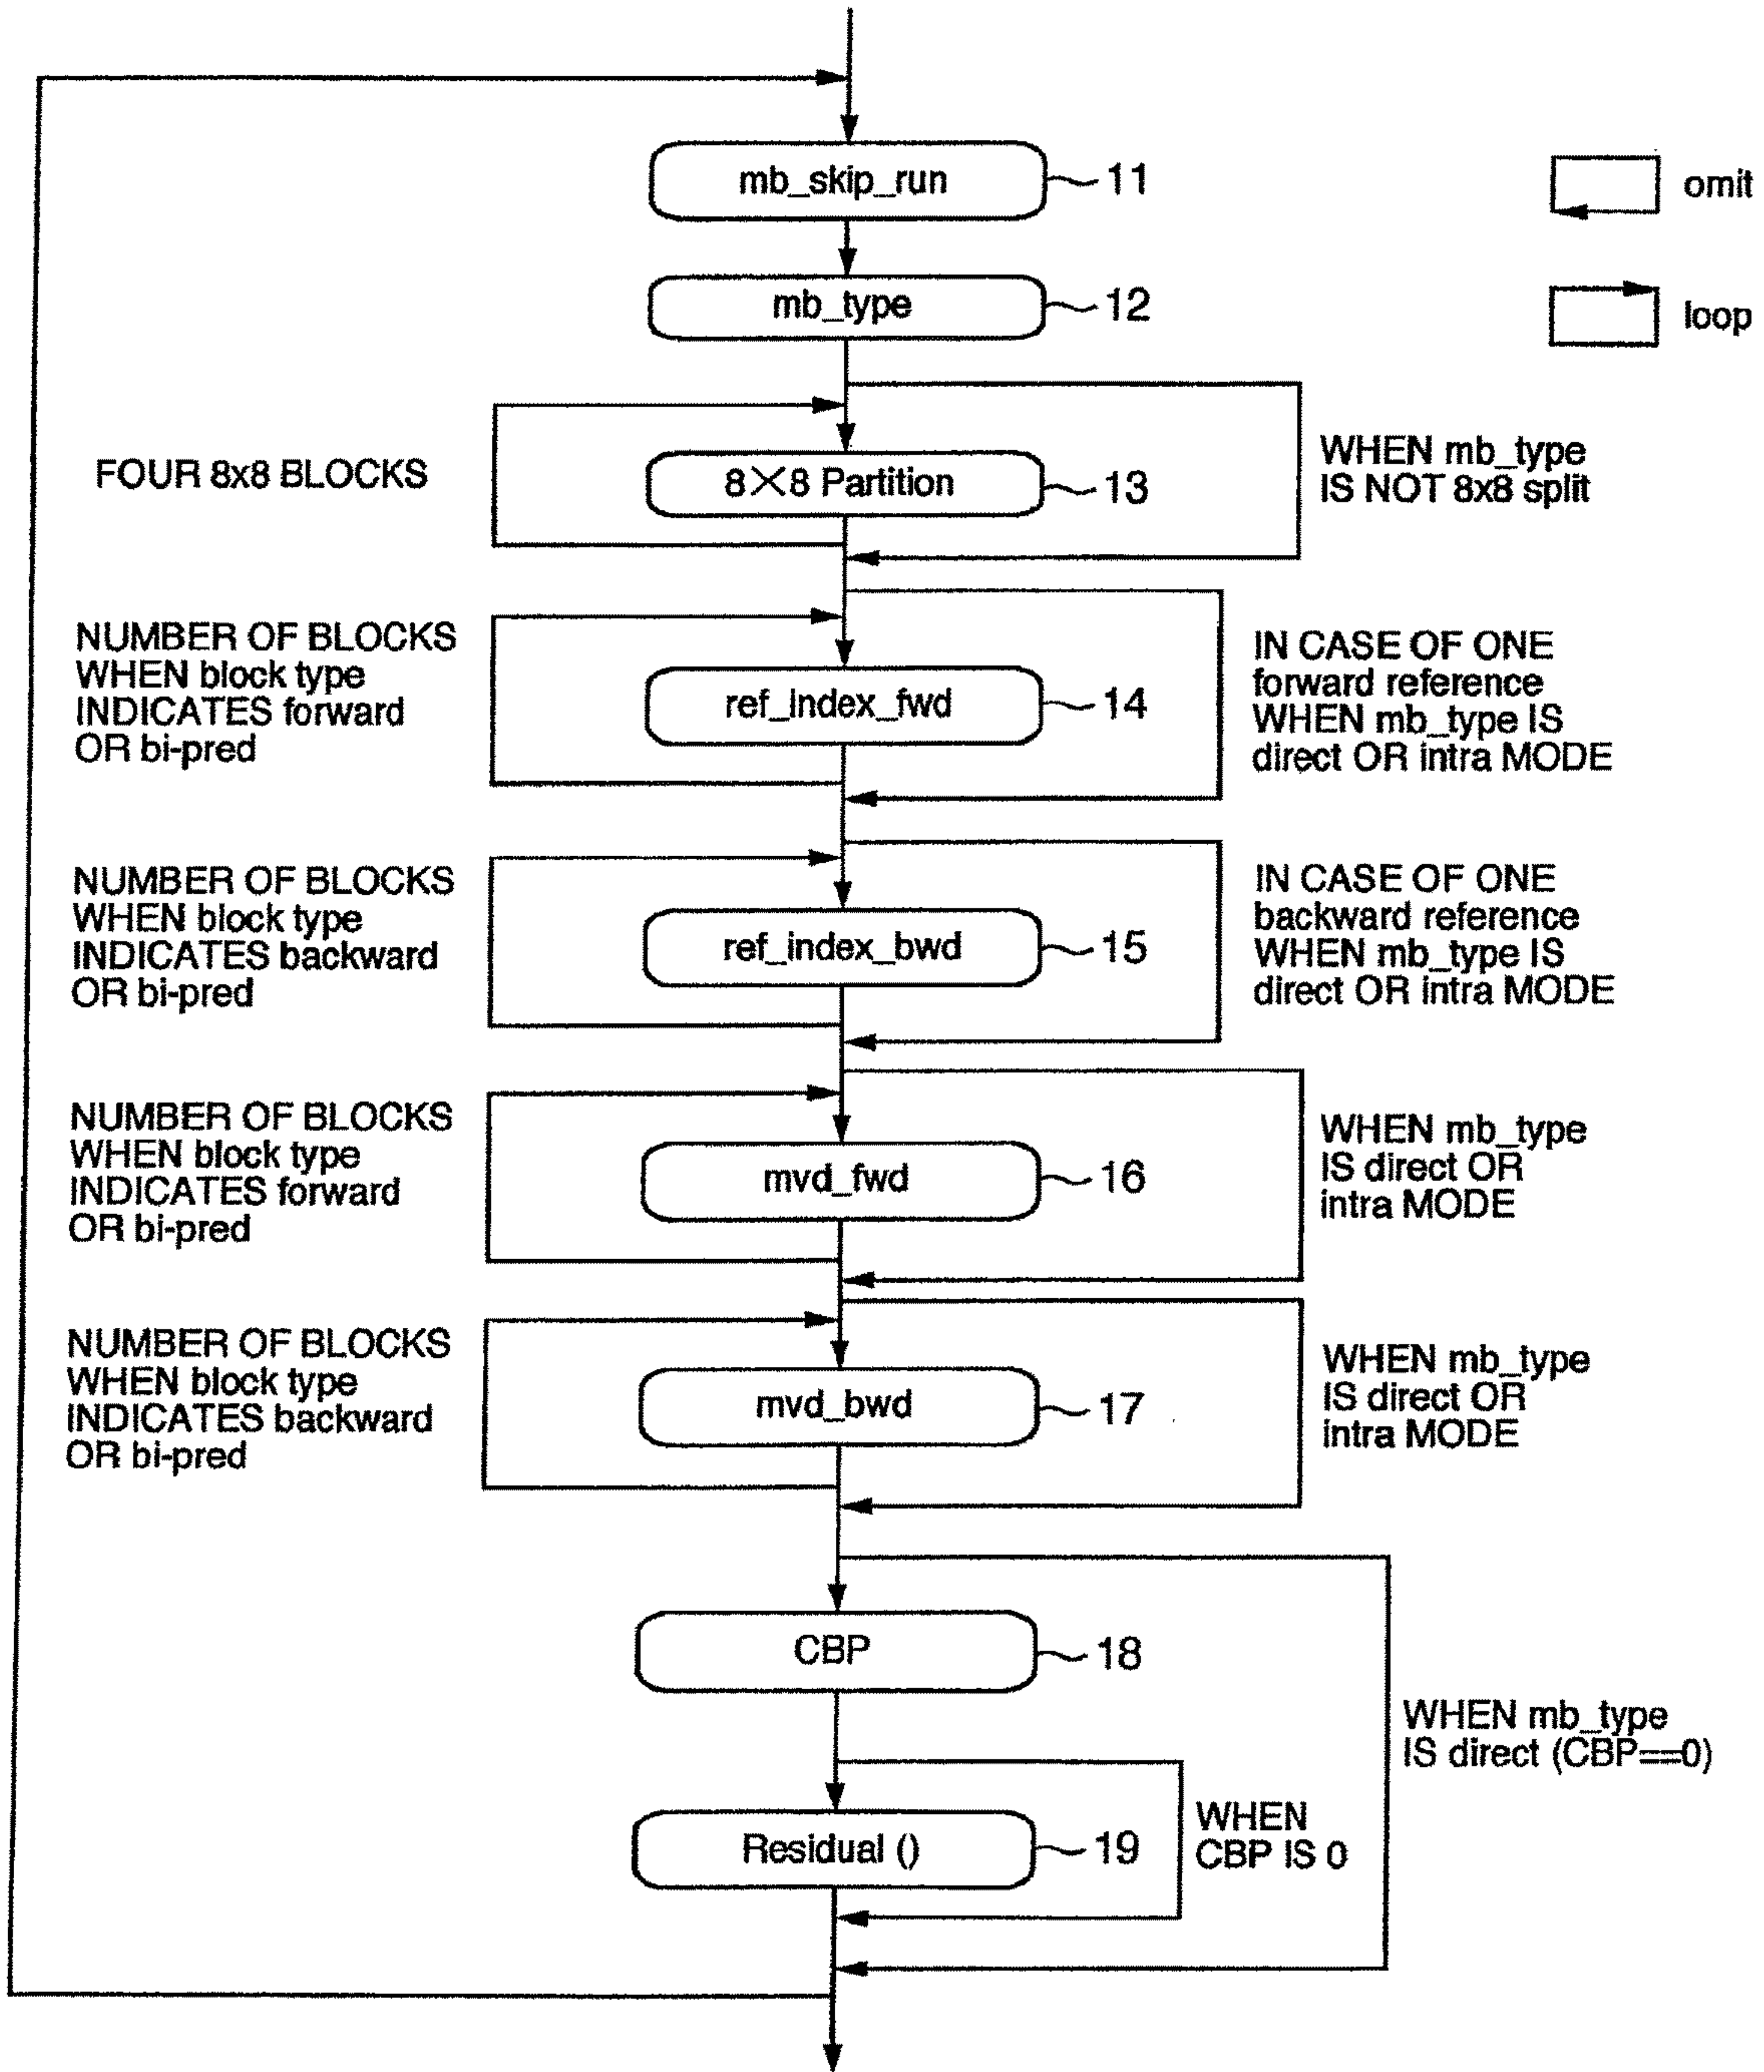 mb_skip_run
11
omit
mb_type
12
loop
FOUR 8x8 BLOCKS
8×8 Partition
13
WHEN mb_type
IS NOT 8x8 split
NUMBER OF BLOCKS
WHEN block type
INDICATES forward
OR bi-pred
ref_index_fwd
14
IN CASE OF ONE
forward reference
WHEN mb_type IS
direct OR intra MODE
NUMBER OF BLOCKS
WHEN block type
INDICATES backward
OR bi-pred
ref_index_bwd
15
IN CASE OF ONE
backward reference
WHEN mb_type IS
direct OR intra MODE
NUMBER OF BLOCKS
WHEN block type
INDICATES forward
OR bi-pred
mvd_fwd
16
WHEN mb_type
IS direct OR
intra MODE
NUMBER OF BLOCKS
WHEN block type
INDICATES backward
OR bi-pred
mvd_bwd
17
WHEN mb_type
IS direct OR
intra MODE
CBP
18
WHEN mb_type
IS direct (CBP==0)
Residual ()
19
WHEN
CBP IS 0